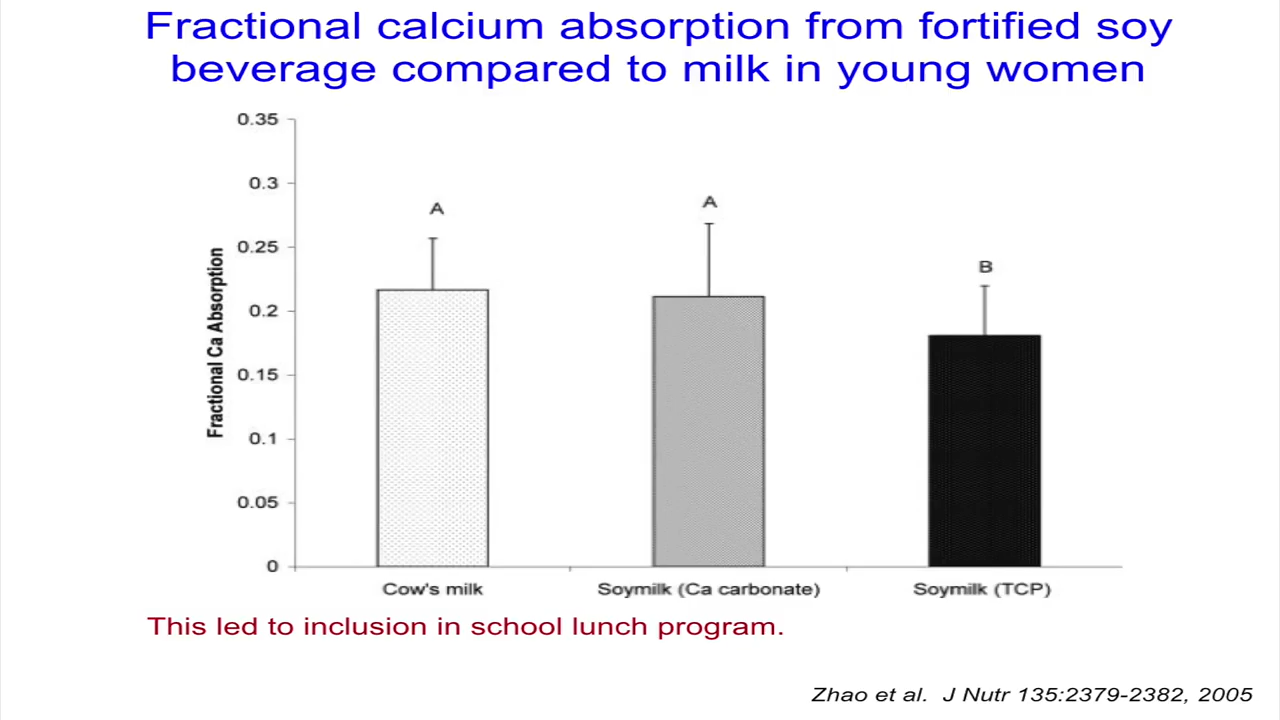 Fractional calcium absorption from fortified soy
beverage compared to milk in young women
0.35
0.3
0.25
0.2
0.15
0.1
0.05
0
Fractional Ca Absorption
A
A
B
Cow's milk
Soymilk (Ca carbonate)
Soymilk (TCP)
This led to inclusion in school lunch program.
Zhao et al. J Nutr 135:2379-2382, 2005